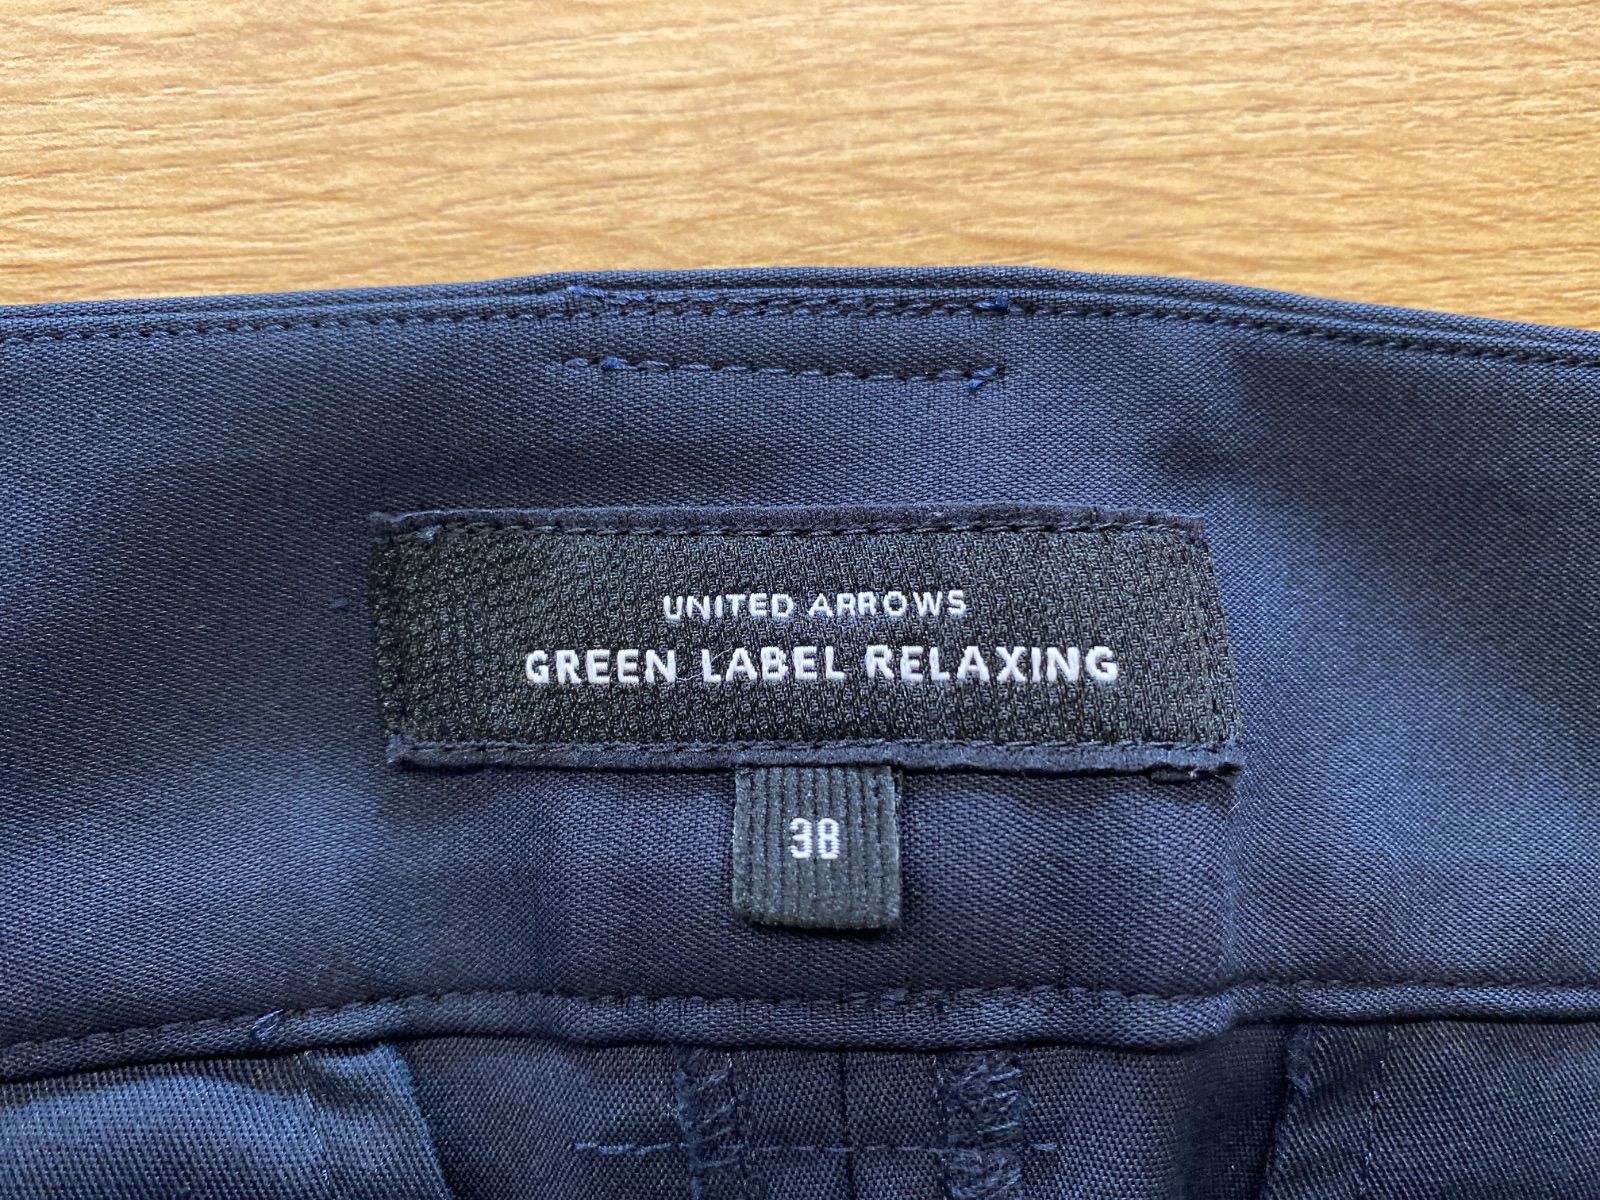 UNITED ARROWS
GREEN LABEL RELAXING
38